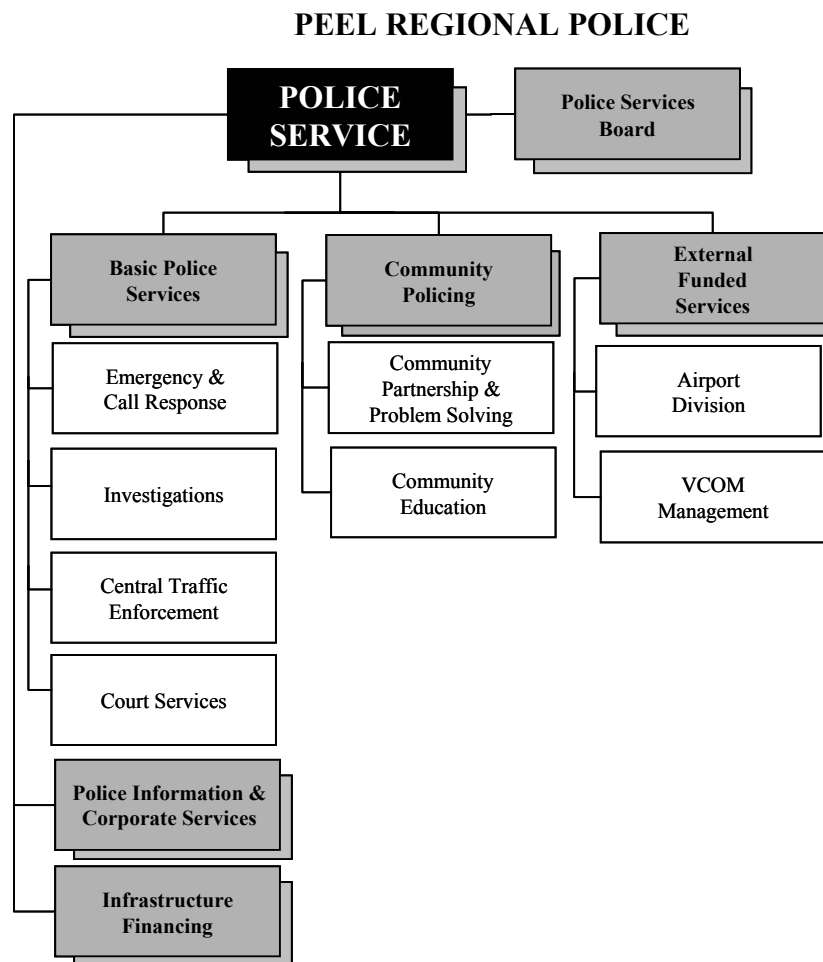 PEEL REGIONAL POLICE
POLICE
SERVICE
Police Services
Board
Basic Police
Services
Community
Policing
External
Funded
Services
Emergency &
Call Response
Community
Partnership &
Problem Solving
Airport
Division
Investigations
Community
Education
VCOM
Management
Central Traffic
Enforcement
Court Services
Police Information &
Corporate Services
Infrastructure
Financing